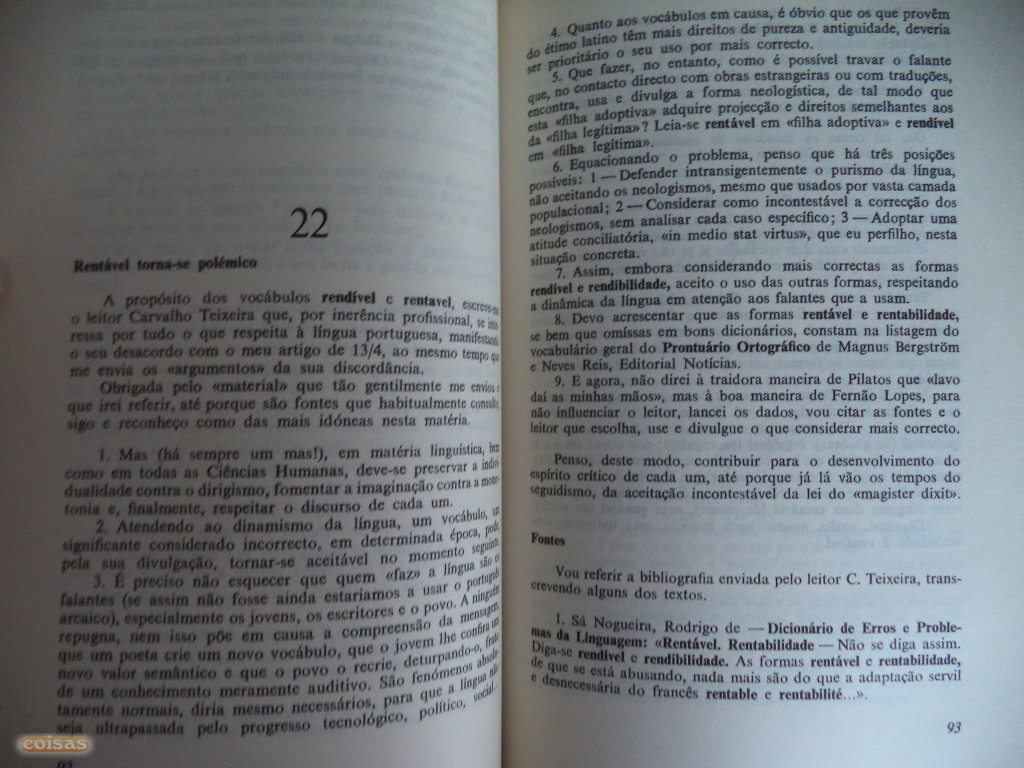 22
Rentável torna-se polémico
A propósito dos vocábulos rendível e rentavel, escreve-me
o leitor Carvalho Teixeira que, por inerência profissional, se inte-
ressa por tudo o que respeita à língua portuguesa, manifestando
o seu desacordo com o meu artigo de 13/4, ao mesmo tempo que
me envia os «argumentos» da sua discordância.
Obrigada pelo «material» que tão gentilmente me enviou e
que irei referir, até porque são fontes que habitualmente consulto,
sigo e reconheço como das mais idóneas nesta matéria.
1. Mas (há sempre um mas!), em matéria linguística, bem
como em todas as Ciências Humanas, deve-se preservar a indivi-
dualidade contra o dirigismo, fomentar a imaginação contra a mono-
tonia e, finalmente, respeitar o discurso de cada um.
2. Atendendo ao dinamismo da língua, um vocábulo, um
significante considerado incorrecto, em determinada época, pode,
pela sua divulgação, tornar-se aceitável no momento seguinte.
3. É preciso não esquecer que quem «faz» a língua são os
falantes (se assim não fosse ainda estaríamos a usar o português
arcaico), especialmente os jovens, os escritores e o povo. A ninguém
repugna, nem isso põe em causa a compreensão da mensagem,
que um poeta crie um novo vocábulo, que o jovem lhe confira um
novo valor semântico e que o povo o recrie, deturpando-o, fruto
de um conhecimento meramente auditivo. São fenómenos absolu-
tamente normais, diria mesmo necessários, para que a língua não
seja ultrapassada pelo progresso tecnológico, político, social.
92
4. Quanto aos vocábulos em causa, é óbvio que os que provêm
do étimo latino têm mais direitos de pureza e antiguidade, deveria
ser prioritário o seu uso por mais correcto.
5. Que fazer, no entanto, como é possível travar o falante
que, no contacto directo com obras estrangeiras ou com traduções,
encontra, usa e divulga a forma neologística, de tal modo que
esta «filha adoptiva» adquire projecção e direitos semelhantes aos
da «filha legítima»? Leia-se rentável em «filha adoptiva» e rendível
em «filha legítima».
6. Equacionando o problema, penso que há três posições
possíveis: 1 — Defender intransigentemente o purismo da língua,
não aceitando os neologismos, mesmo que usados por vasta camada
populacional; 2 — Considerar como incontestável a correcção dos
neologismos, sem analisar cada caso específico; 3 — Adoptar uma
atitude conciliatória, «in medio stat virtus», que eu perfilho, nesta
situação concreta.
7. Assim, embora considerando mais correctas as formas
rendível e rendibilidade, aceito o uso das outras formas, respeitando
a dinâmica da língua em atenção aos falantes que a usam.
8. Devo acrescentar que as formas rentável e rentabilidade,
se bem que omissas em bons dicionários, constam na listagem do
vocabulário geral do Prontuário Ortográfico de Magnus Bergström
e Neves Reis, Editorial Notícias.
9. E agora, não direi à traidora maneira de Pilatos que «lavo
daí as minhas mãos», mas à boa maneira de Fernão Lopes, para
não influenciar o leitor, lancei os dados, vou citar as fontes e o
leitor que escolha, use e divulgue o que considerar mais correcto.
Penso, deste modo, contribuir para o desenvolvimento do
espírito crítico de cada um, até porque já lá vão os tempos do
seguidismo, da aceitação incontestável da lei do «magister dixit».
Fontes
Vou referir a bibliografia enviada pelo leitor C. Teixeira, trans-
crevendo alguns dos textos.
1. Sá Nogueira, Rodrigo de — Dicionário de Erros e Proble-
mas da Linguagem: «Rentável. Rentabilidade — Não se diga assim.
Diga-se rendível e rendibilidade. As formas rentável e rentabilidade,
de que se está abusando, nada mais são do que a adaptação servil
e desnecessária do francês rentable e rentabilité...».
93
coisas